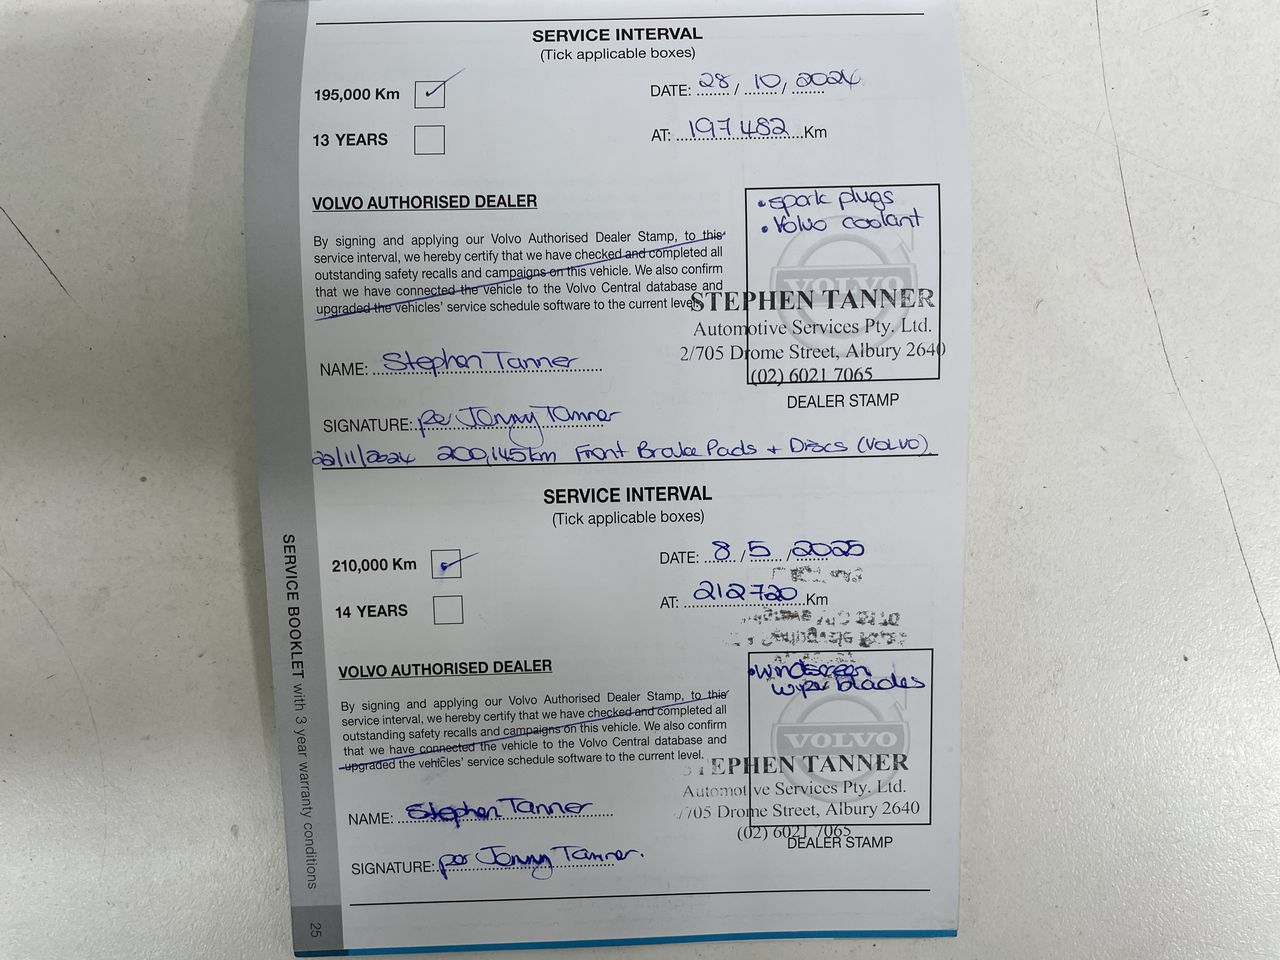 SERVICE INTERVAL
(Tick applicable boxes)
195,000 Km
DATE: 28 / 10 / 2024
13 YEARS
AT: 197482 Km
VOLVO AUTHORISED DEALER
By signing and applying our Volvo Authorised Dealer Stamp, to this
service interval, we hereby certify that we have checked and completed all
outstanding safety recalls and campaigns on this vehicle. We also confirm
that we have connected the vehicle to the Volvo Central database and
upgraded the vehicles' service schedule software to the current level.
• spark plugs
• Volvo coolant
VOLVO
STEPHEN TANNER
Automotive Services Pty. Ltd.
2/705 Drome Street, Albury 2640
(02) 6021 7065
DEALER STAMP
NAME: Stephen Tanner
SIGNATURE: per Jonny Tanner
22/11/2024 200,145km Front Brake Pads + Discs (VOLVO).
SERVICE INTERVAL
(Tick applicable boxes)
210,000 Km
DATE: 8 / 5 / 2025
14 YEARS
AT: 212720 Km
VOLVO AUTHORISED DEALER
By signing and applying our Volvo Authorised Dealer Stamp, to this
service interval, we hereby certify that we have checked and completed all
outstanding safety recalls and campaigns on this vehicle. We also confirm
that we have connected the vehicle to the Volvo Central database and
upgraded the vehicles' service schedule software to the current level.
• windscreen
wiper blades
VOLVO
STEPHEN TANNER
Automotive Services Pty. Ltd.
/705 Drome Street, Albury 2640
(02) 6021 7065
DEALER STAMP
NAME: Stephen Tanner
SIGNATURE: per Jonny Tanner.
SERVICE BOOKLET with 3 year warranty conditions
25